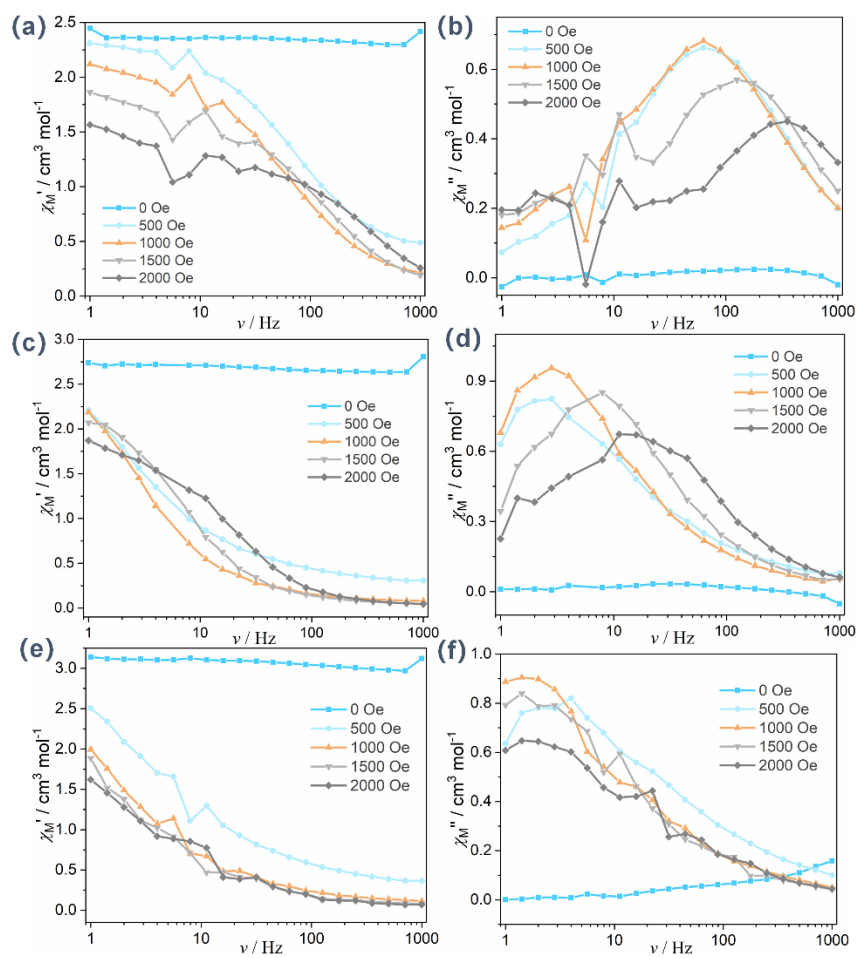 (a)
2.5
2.0
1.5
1.0
0.5
0.0
χM′ / cm³ mol⁻¹
0 Oe
500 Oe
1000 Oe
1500 Oe
2000 Oe
1 10 100 1000
ν / Hz
(b)
0.6
0.4
0.2
0.0
χM″ / cm³ mol⁻¹
0 Oe
500 Oe
1000 Oe
1500 Oe
2000 Oe
1 10 100 1000
ν / Hz
(c)
3.0
2.5
2.0
1.5
1.0
0.5
0.0
χM′ / cm³ mol⁻¹
0 Oe
500 Oe
1000 Oe
1500 Oe
2000 Oe
1 10 100 1000
ν / Hz
(d)
0.9
0.6
0.3
0.0
χM″ / cm³ mol⁻¹
0 Oe
500 Oe
1000 Oe
1500 Oe
2000 Oe
1 10 100 1000
ν / Hz
(e)
3.0
2.5
2.0
1.5
1.0
0.5
0.0
χM′ / cm³ mol⁻¹
0 Oe
500 Oe
1000 Oe
1500 Oe
2000 Oe
1 10 100 1000
ν / Hz
(f)
1.0
0.8
0.6
0.4
0.2
0.0
χM″ / cm³ mol⁻¹
0 Oe
500 Oe
1000 Oe
1500 Oe
2000 Oe
1 10 100 1000
ν / Hz